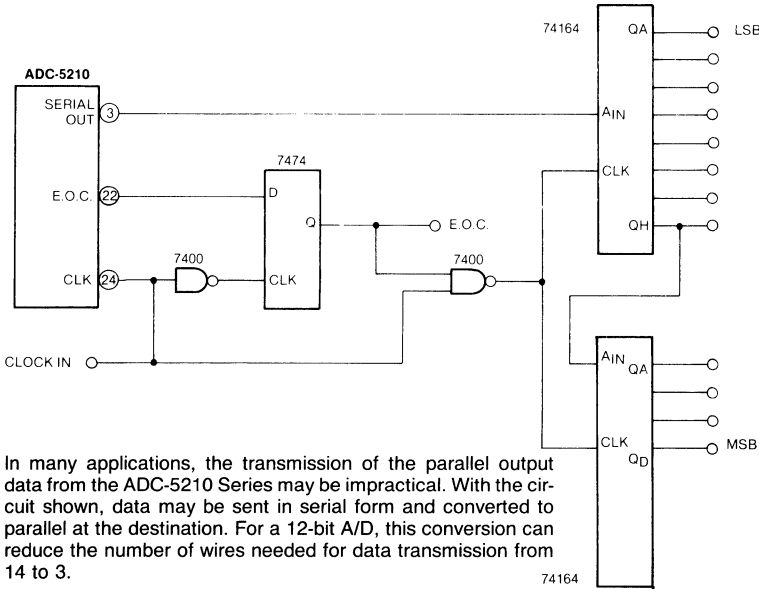 74164
QA
LSB
ADC-5210
SERIAL
OUT
3
AIN
7474
E.O.C.
22
D
CLK
Q
E.O.C.
QH
7400
7400
CLK
24
CLK
CLOCK IN
AIN
QA
CLK
QD
MSB
In many applications, the transmission of the parallel output
data from the ADC-5210 Series may be impractical. With the cir-
cuit shown, data may be sent in serial form and converted to
parallel at the destination. For a 12-bit A/D, this conversion can
reduce the number of wires needed for data transmission from
14 to 3.
74164